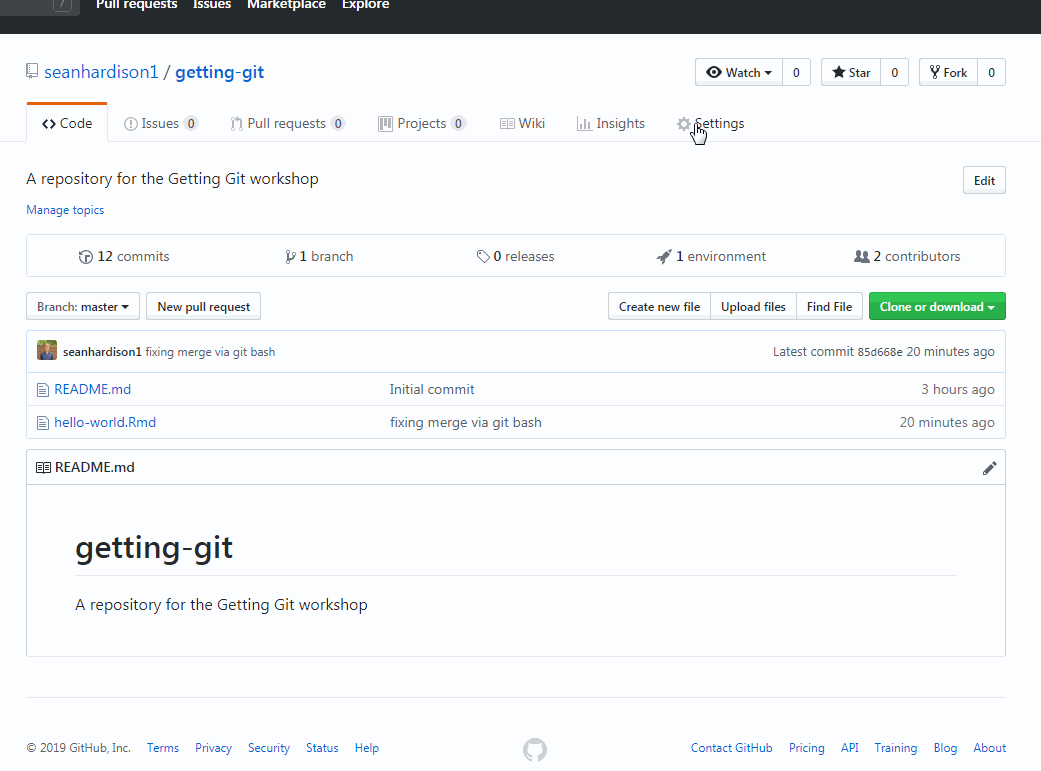 / Pull requests Issues Marketplace Explore
seanhardison1 / getting-git Watch 0 Star 0 Fork 0
Code Issues 0 Pull requests 0 Projects 0 Wiki Insights Settings
A repository for the Getting Git workshop Edit
Manage topics
12 commits 1 branch 0 releases 1 environment 2 contributors
Branch: master New pull request Create new file Upload files Find File Clone or download
seanhardison1 fixing merge via git bash Latest commit 85d668e 20 minutes ago
README.md Initial commit 3 hours ago
hello-world.Rmd fixing merge via git bash 20 minutes ago
README.md
getting-git
A repository for the Getting Git workshop
© 2019 GitHub, Inc. Terms Privacy Security Status Help Contact GitHub Pricing API Training Blog About